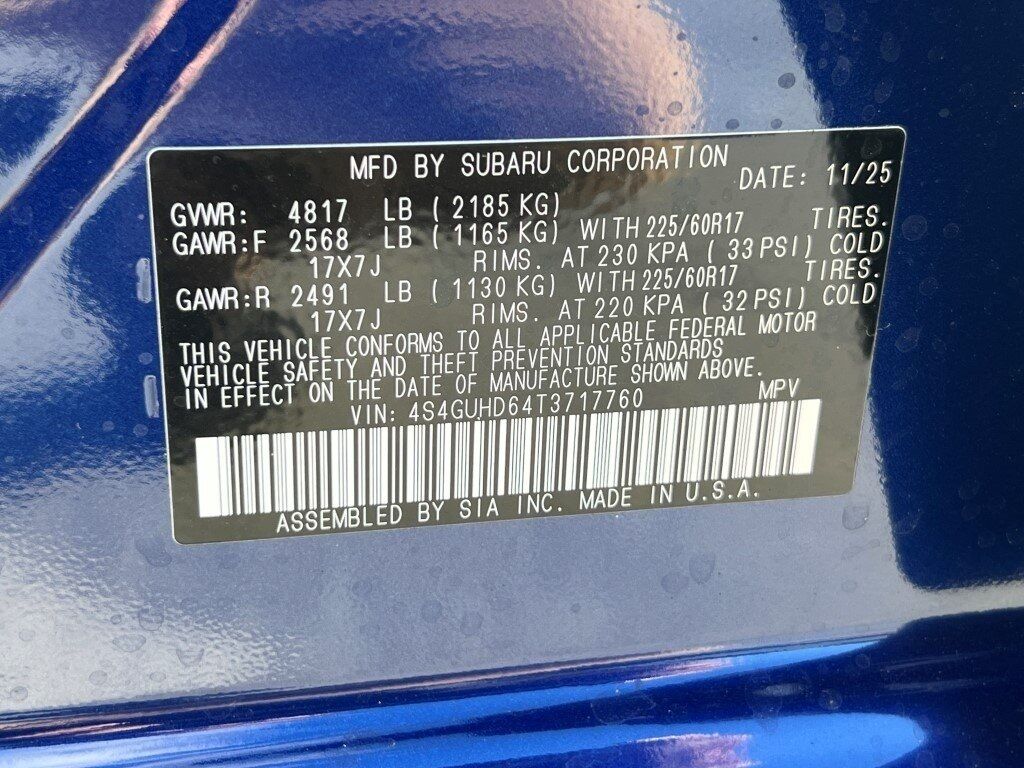 MFD BY SUBARU CORPORATION DATE: 11/25
GVWR: 4817 LB ( 2185 KG)
GAWR:F 2568 LB ( 1165 KG) WITH 225/60R17 TIRES.
17X7J RIMS. AT 230 KPA ( 33 PSI) COLD
GAWR:R 2491 LB ( 1130 KG) WITH 225/60R17 TIRES.
17X7J RIMS. AT 220 KPA ( 32 PSI) COLD
THIS VEHICLE CONFORMS TO ALL APPLICABLE FEDERAL MOTOR
VEHICLE SAFETY AND THEFT PREVENTION STANDARDS
IN EFFECT ON THE DATE OF MANUFACTURE SHOWN ABOVE.
VIN: 4S4GUHD64T3717760 MPV
ASSEMBLED BY SIA INC. MADE IN U.S.A.